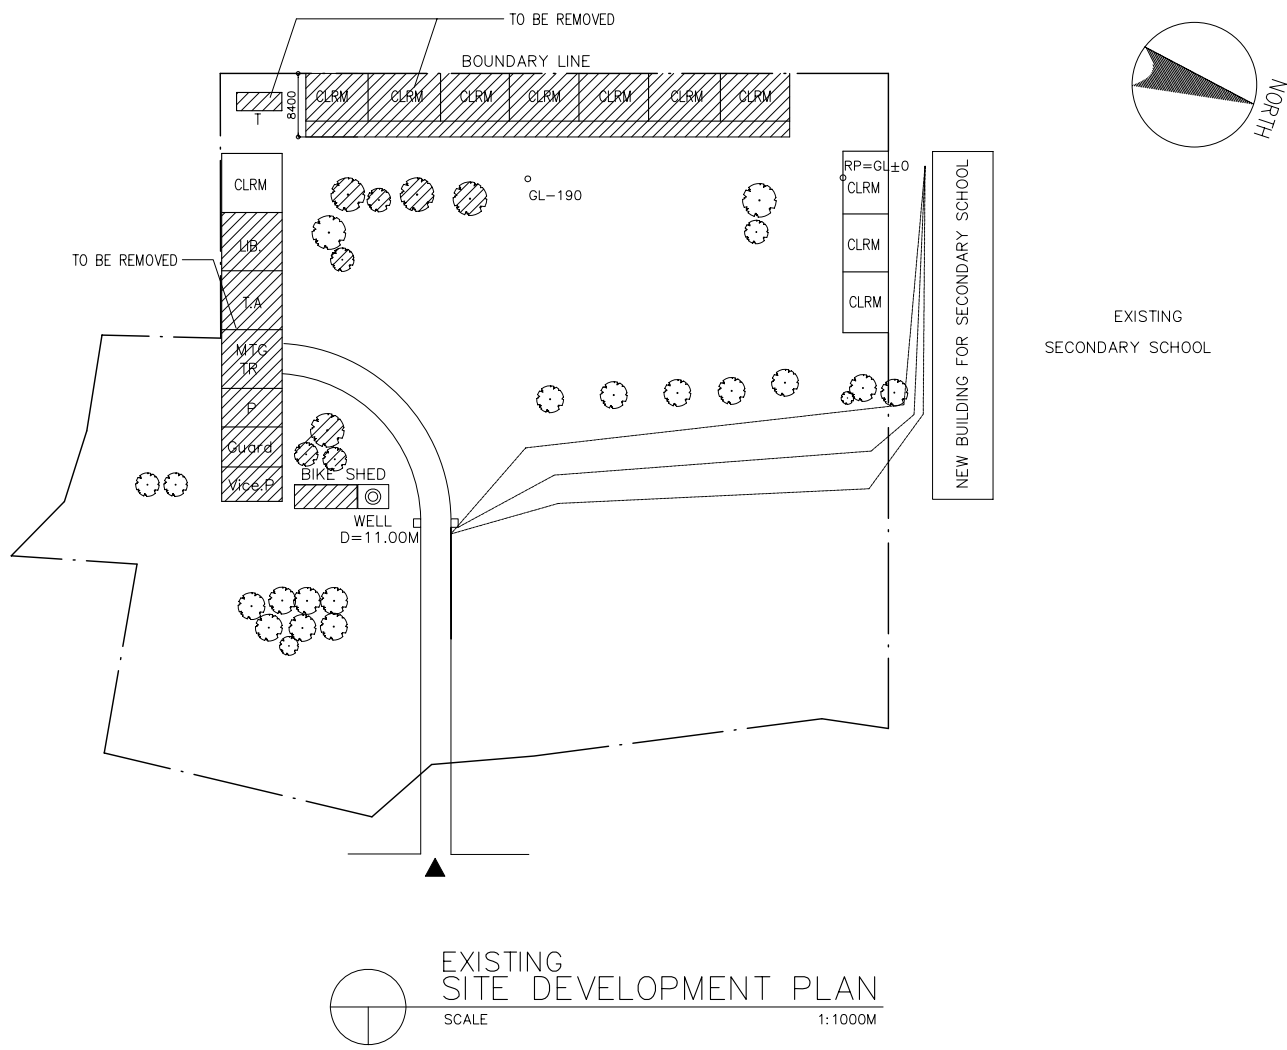 TO BE REMOVED
BOUNDARY LINE
NORTH
8400
T
CLRM
CLRM
CLRM
CLRM
CLRM
CLRM
CLRM
CLRM
GL-190
RP=GL±0
CLRM
CLRM
CLRM
NEW BUILDING FOR SECONDARY SCHOOL
LIB.
TO BE REMOVED
T.A
MTG
TR
P
Guard
Vice.P
EXISTING
SECONDARY SCHOOL
BIKE SHED
WELL
D=11.00M
EXISTING
SITE DEVELOPMENT PLAN
SCALE
1:1000M